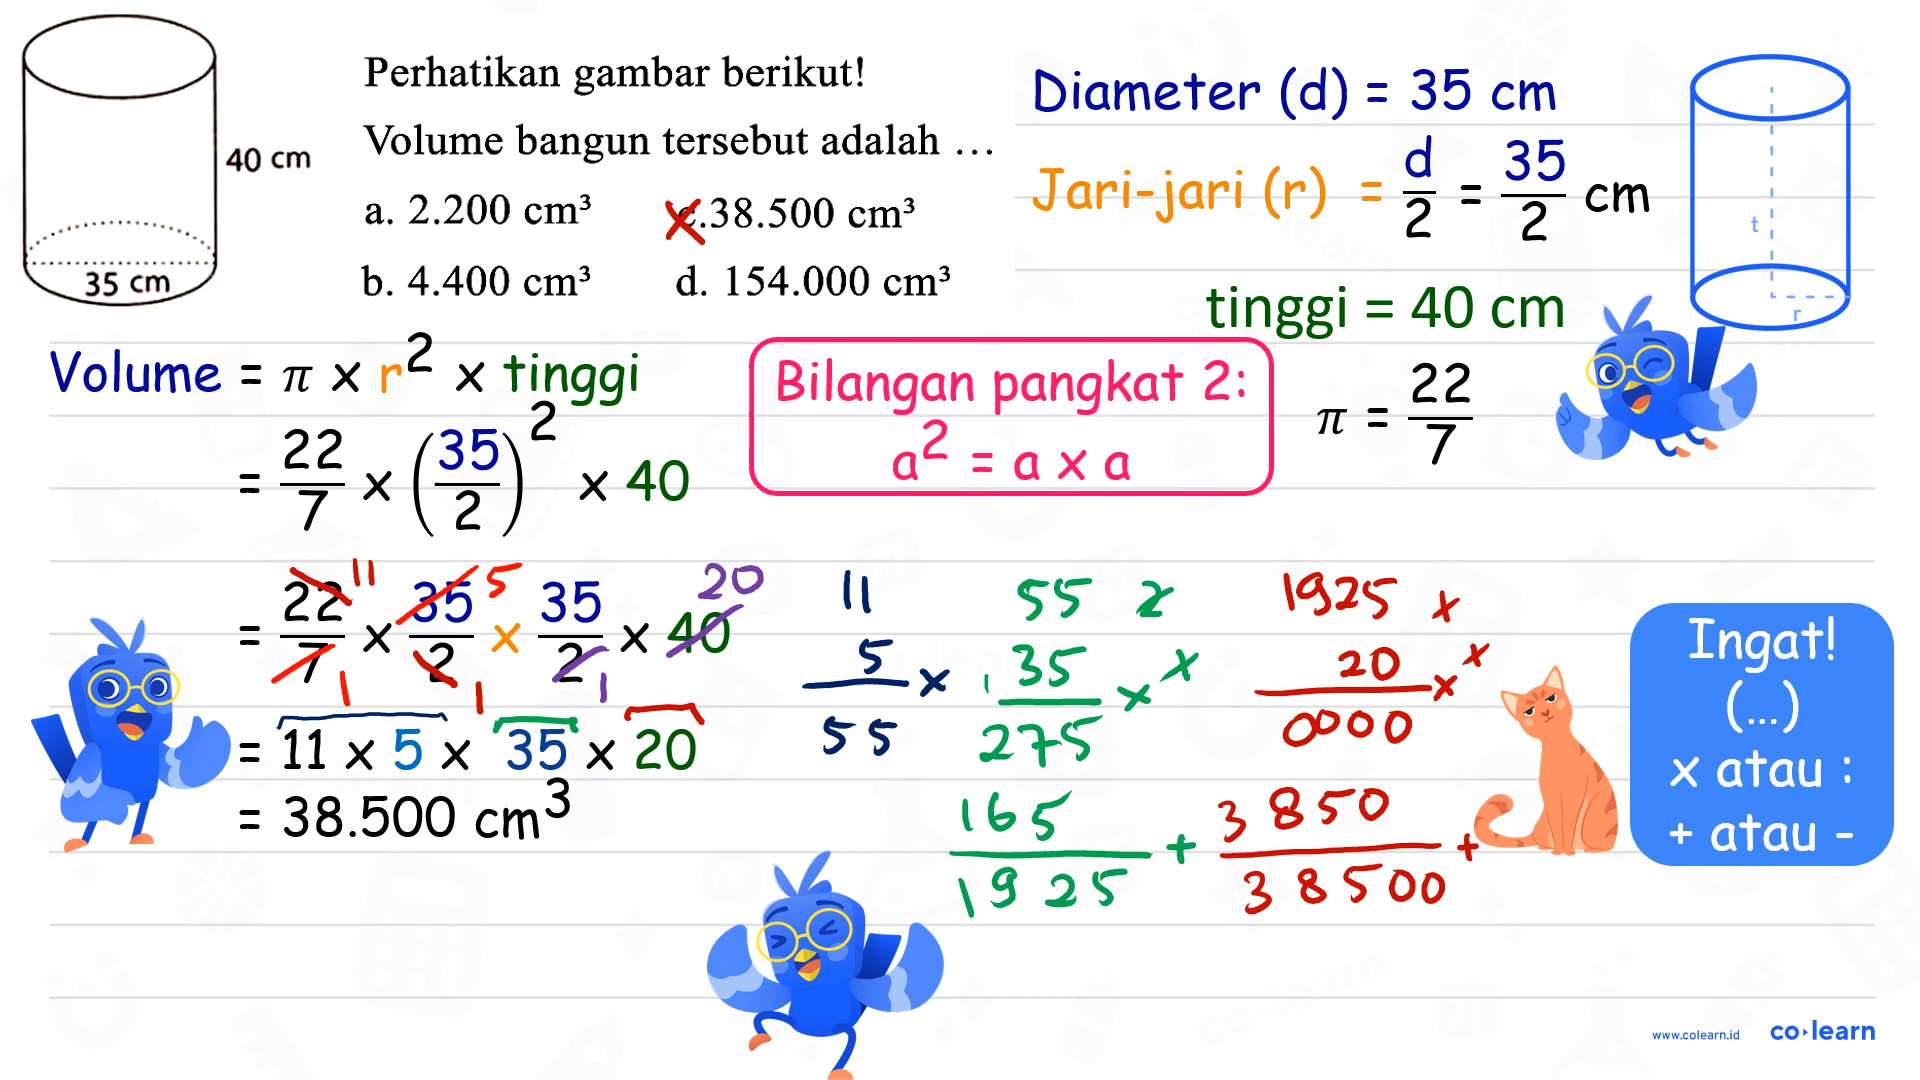 40 cm
35 cm
Perhatikan gambar berikut!
Volume bangun tersebut adalah ...
a. 2.200 cm³
c. 38.500 cm³
b. 4.400 cm³
d. 154.000 cm³
Diameter (d) = 35 cm
Jari-jari (r) = d/2 = 35/2 cm
tinggi = 40 cm
π = 22/7
t
r
Volume = π x r² x tinggi
= 22/7 x (35/2)² x 40
= 22/7 x 35/2 x 35/2 x 40
11 5 20
1 1 1
= 11 x 5 x 35 x 20
= 38.500 cm³
Bilangan pangkat 2:
a² = a x a
11
5 x
55
55
35 x
275
165 +
1925
1925
20 x
0000
3850 +
38500
Ingat!
(...)
x atau :
+ atau -
www.colearn.id
co·learn